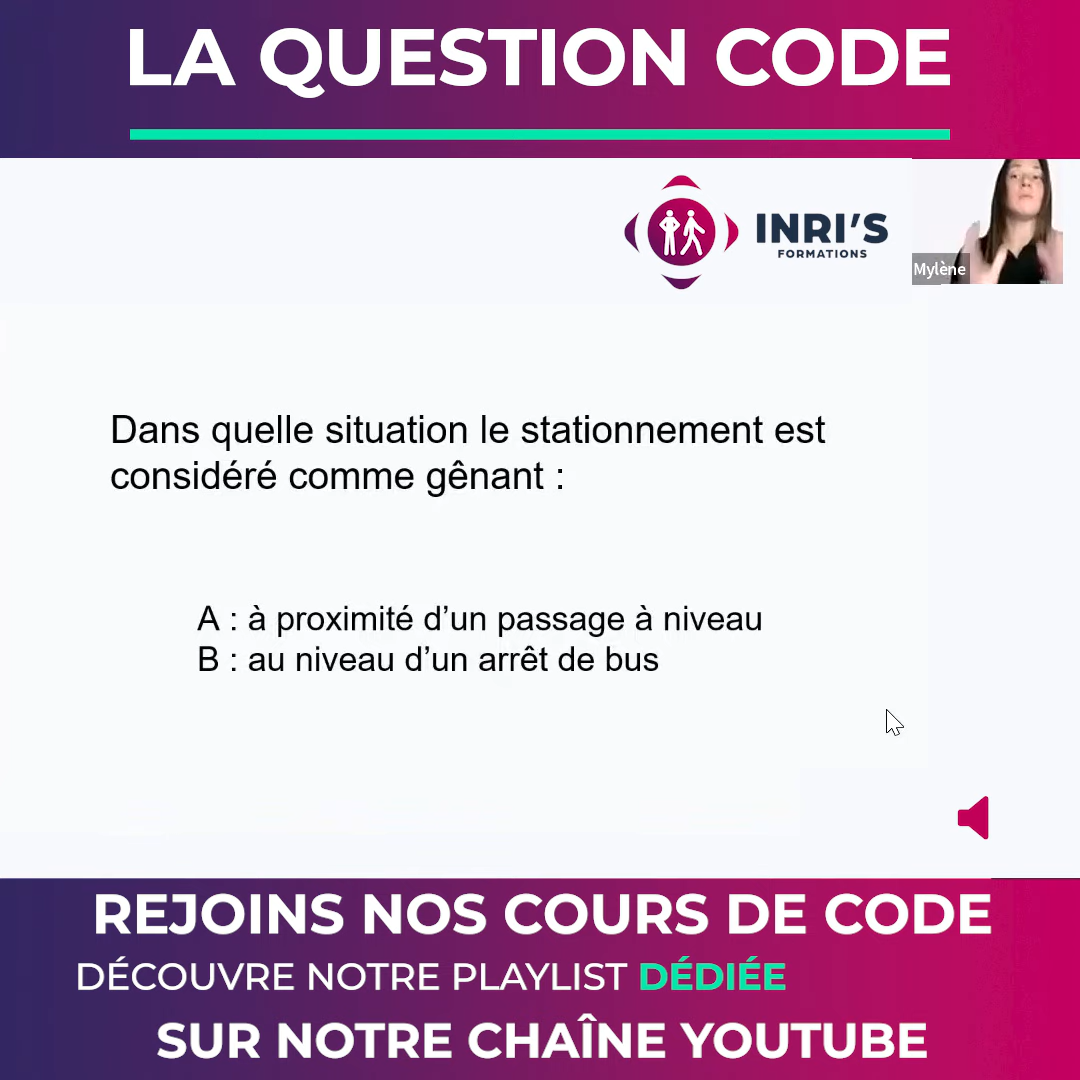 LA QUESTION CODE
INRI'S
FORMATIONS
Mylène
Dans quelle situation le stationnement est
considéré comme gênant :
A : à proximité d’un passage à niveau
B : au niveau d’un arrêt de bus
REJOINS NOS COURS DE CODE
DÉCOUVRE NOTRE PLAYLIST DÉDIÉE
SUR NOTRE CHAÎNE YOUTUBE